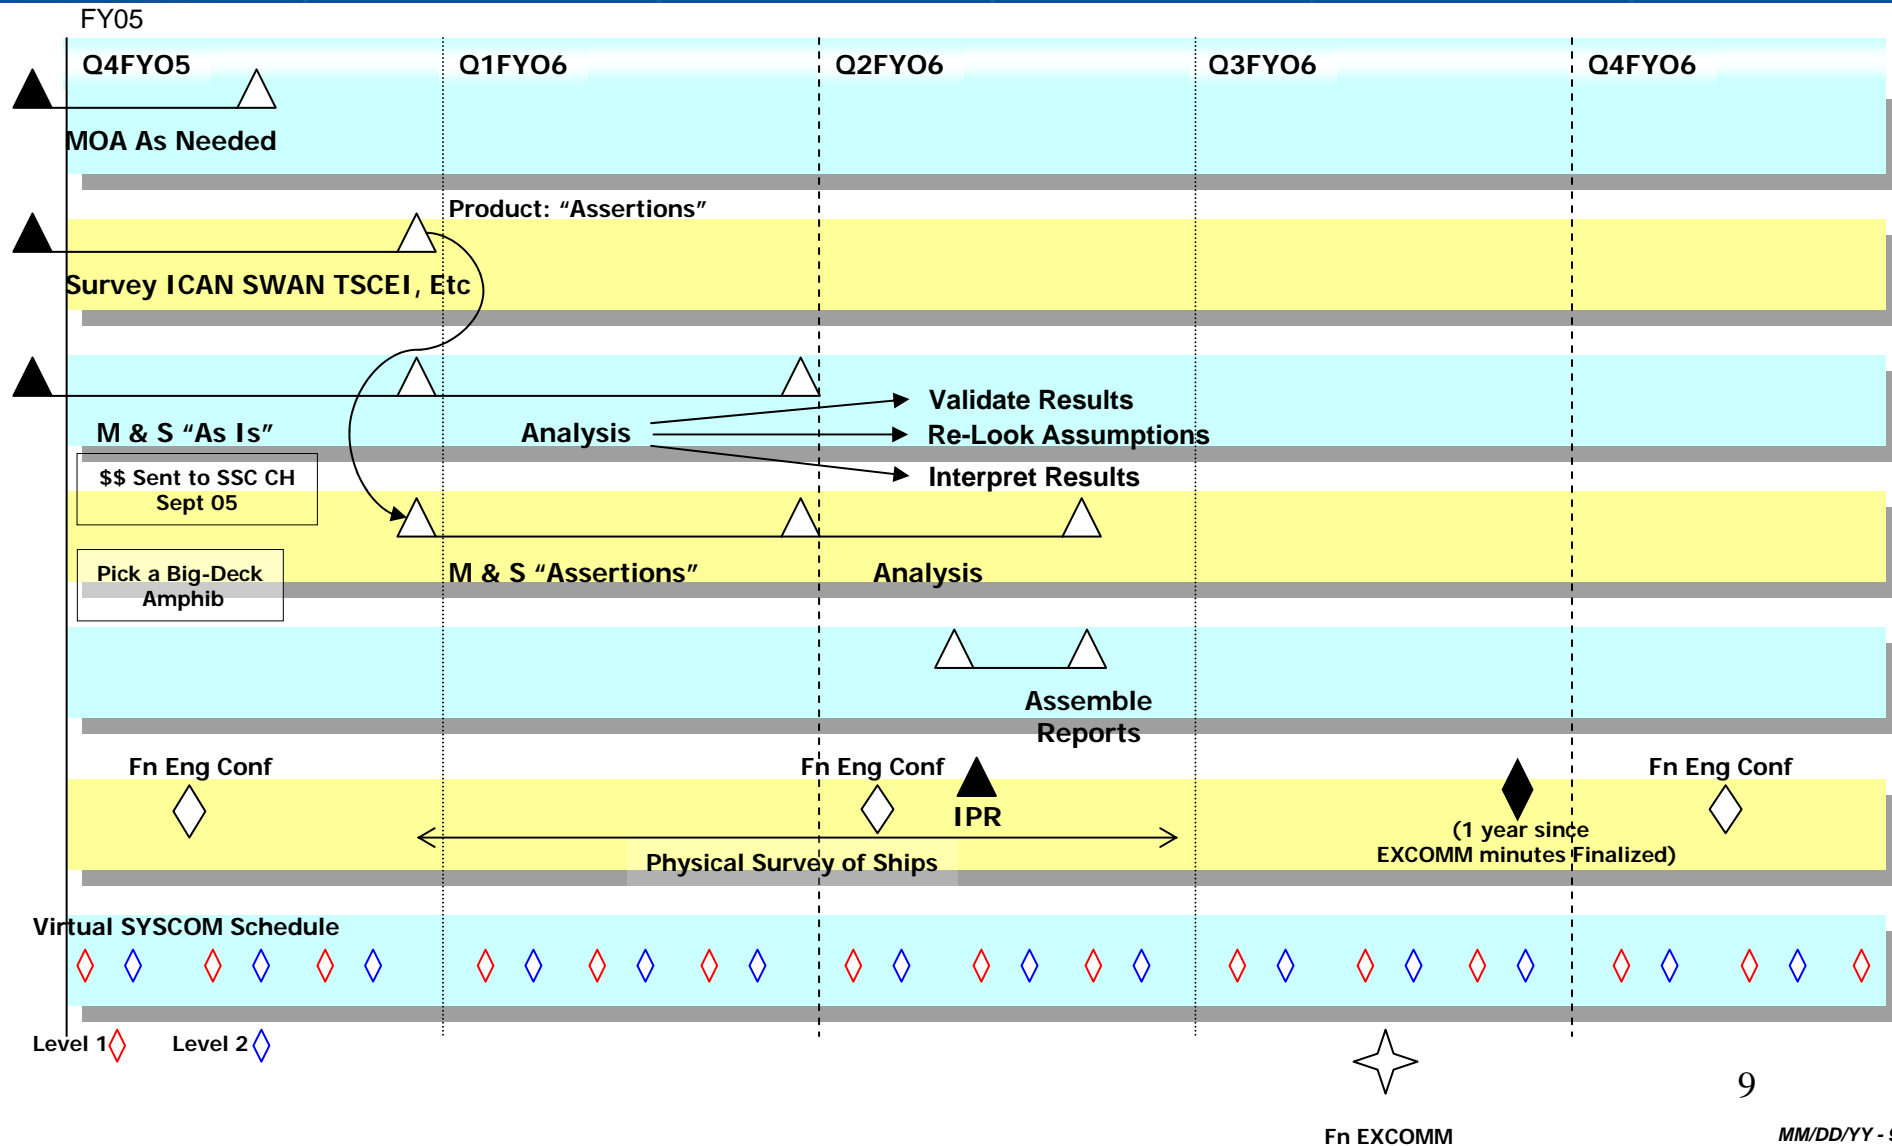 FY05
Q4FYO5
Q1FYO6
Q2FYO6
Q3FYO6
Q4FYO6
MOA As Needed
Product: “Assertions”
Survey ICAN SWAN TSCEI, Etc
M & S “As Is”
Analysis
Validate Results
Re-Look Assumptions
Interpret Results
$$ Sent to SSC CH
Sept 05
Pick a Big-Deck
Amphib
M & S “Assertions”
Analysis
Assemble
Reports
Fn Eng Conf
Fn Eng Conf
Fn Eng Conf
IPR
(1 year since
EXCOMM minutes Finalized)
Physical Survey of Ships
Virtual SYSCOM Schedule
Level 1
Level 2
9
Fn EXCOMM
MM/DD/YY - 9